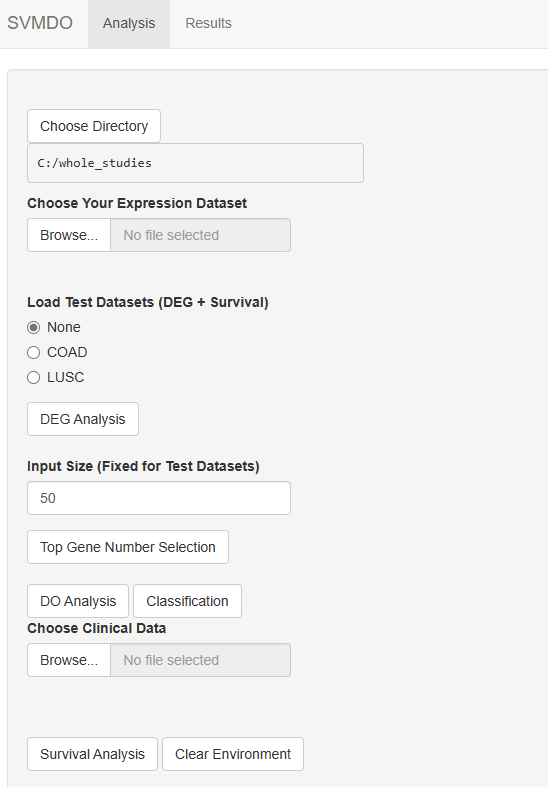 SVMDO Analysis Results
Choose Directory
C:/whole_studies
Choose Your Expression Dataset
Browse... No file selected
Load Test Datasets (DEG + Survival)
None
COAD
LUSC
DEG Analysis
Input Size (Fixed for Test Datasets)
50
Top Gene Number Selection
DO Analysis Classification
Choose Clinical Data
Browse... No file selected
Survival Analysis Clear Environment